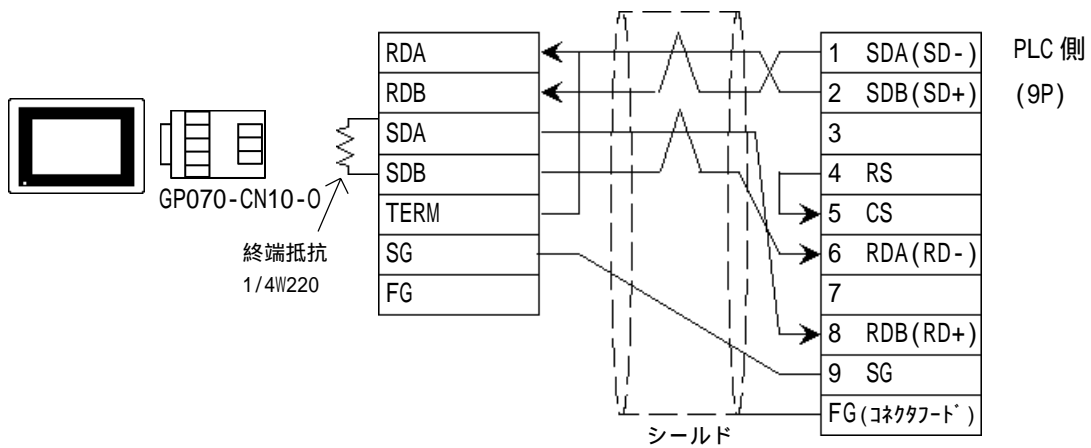 GP070-CN10-O
終端抵抗
1/4W220
RDA
RDB
SDA
SDB
TERM
SG
FG
シールド
1 SDA(SD-)
2 SDB(SD+)
3
4 RS
5 CS
6 RDA(RD-)
7
8 RDB(RD+)
9 SG
FG(ｺﾈｸﾀﾌｰﾄﾞ)
PLC 側
(9P)